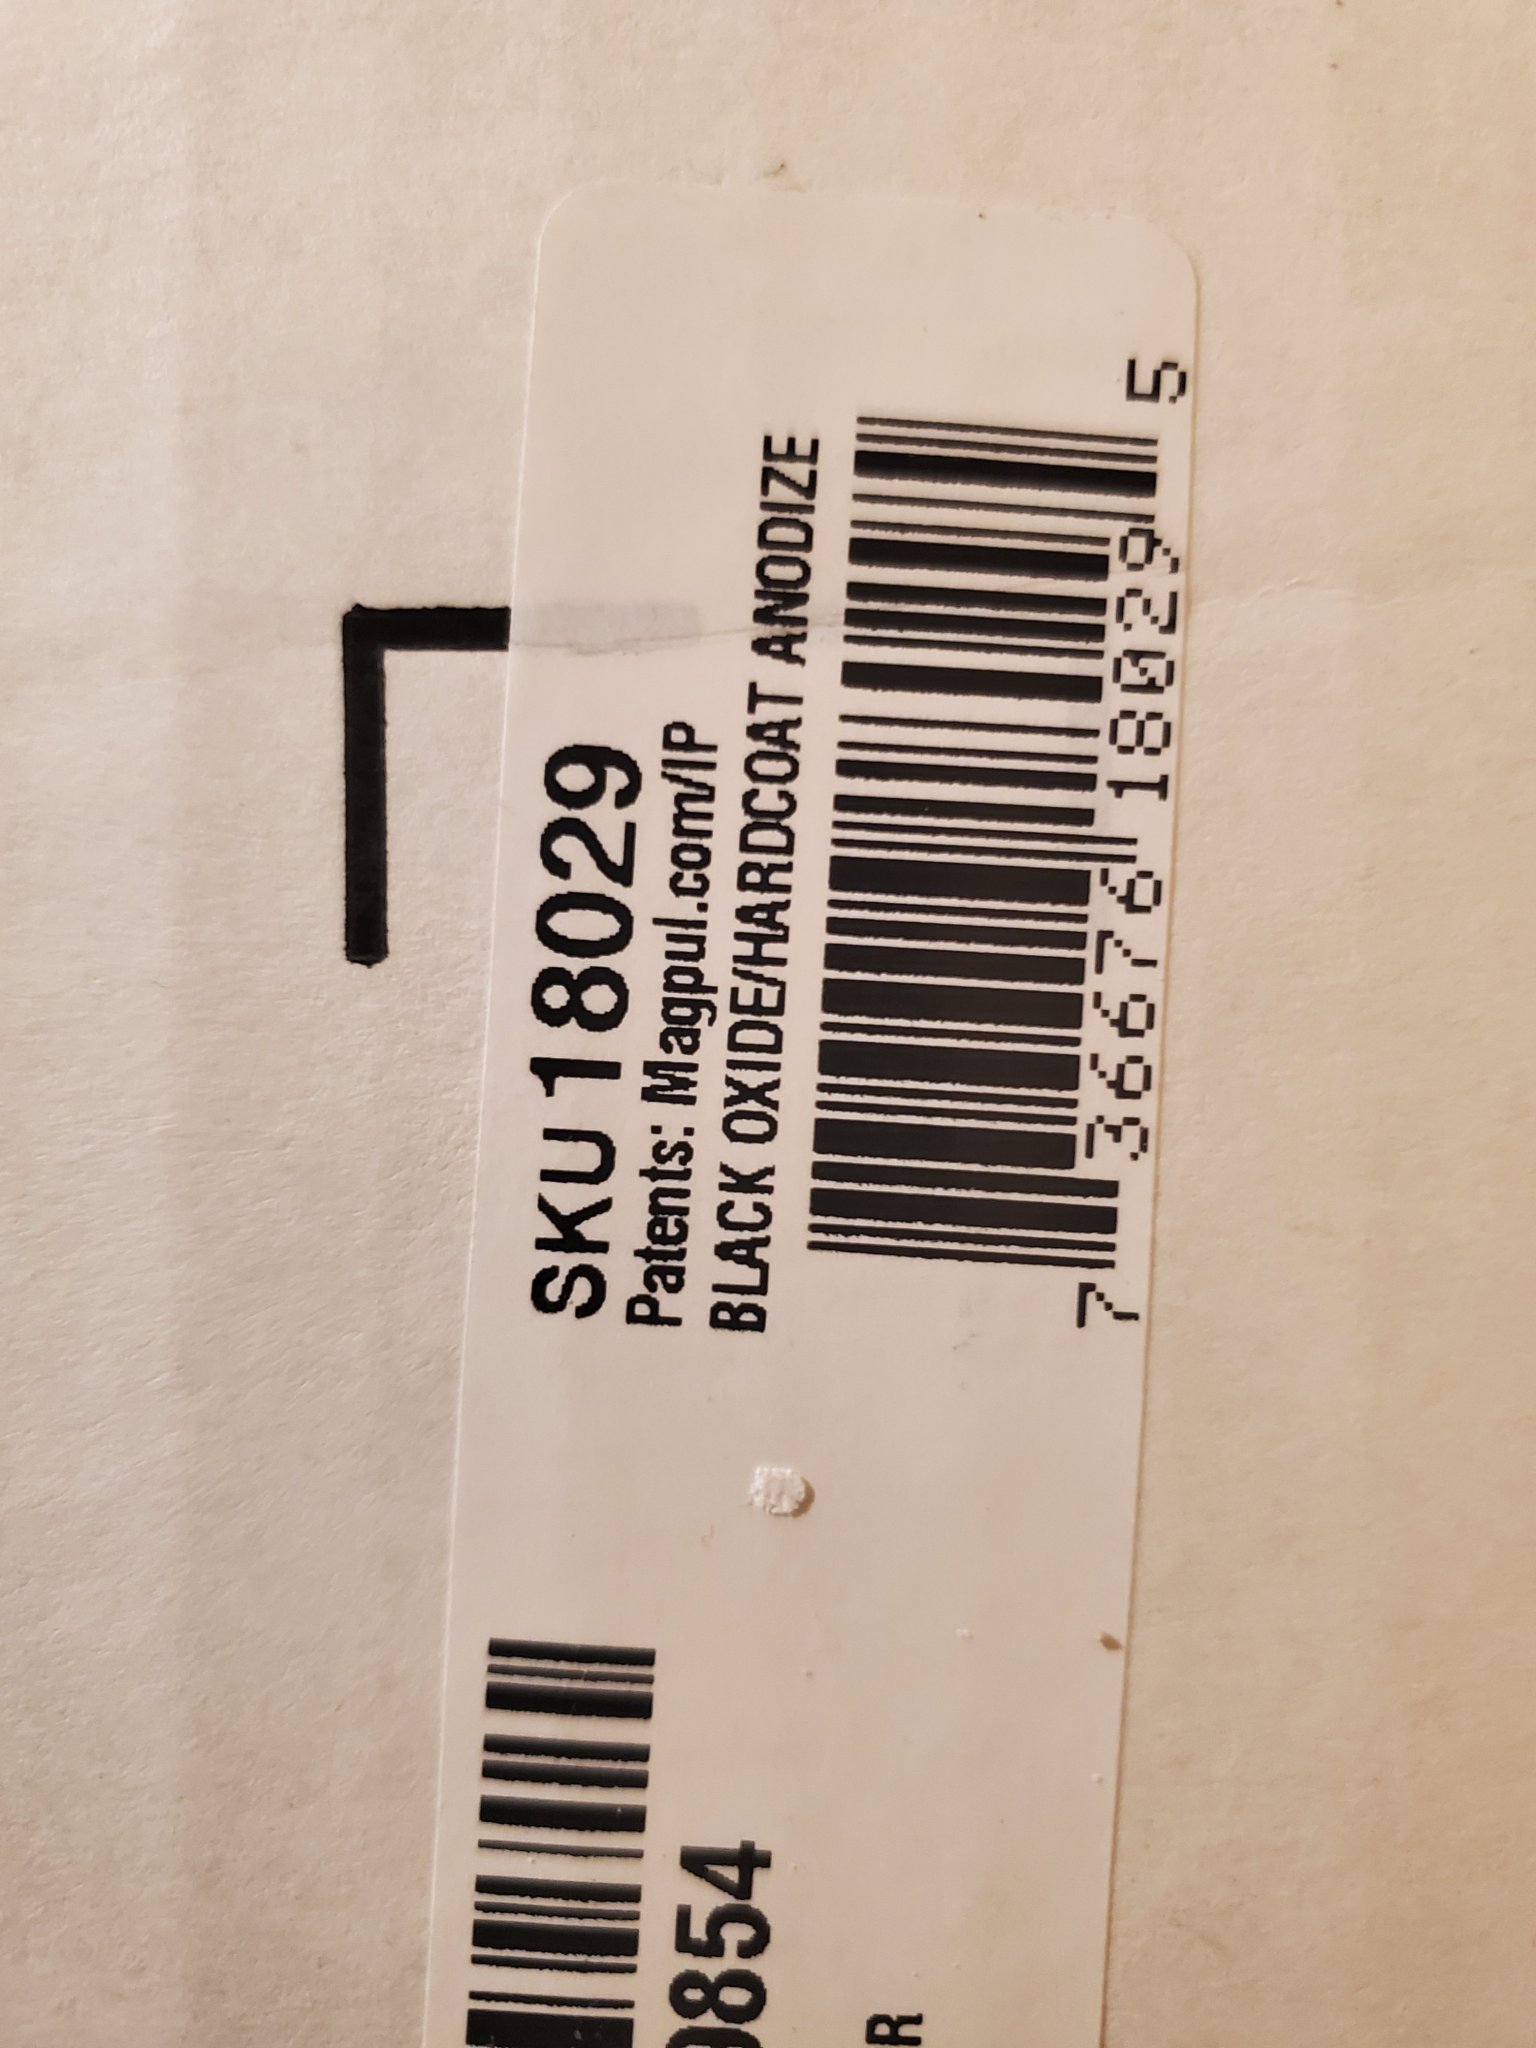 SKU 18029
Patents: Magpul.com/IP
BLACK OXIDE/HARDCOAT ANODIZE
7 36676 18029 5
854
R